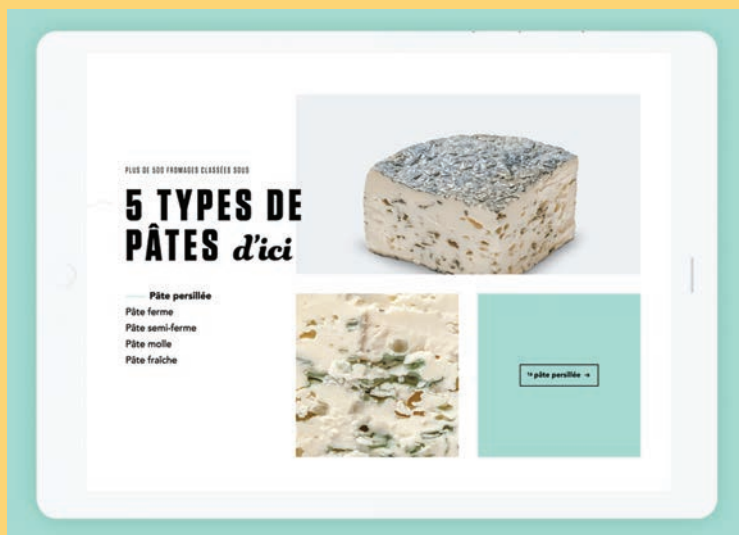 PLUS DE 500 FROMAGES CLASSÉES SOUS
5 TYPES DE
PÂTES d'ici
Pâte persillée
Pâte ferme
Pâte semi-ferme
Pâte molle
Pâte fraîche
la pâte persillée →